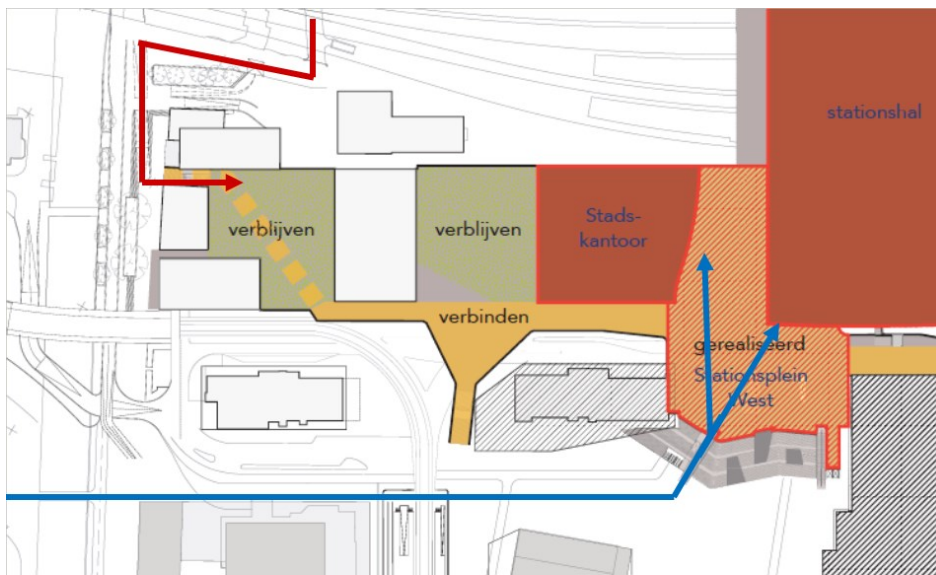 stationshal
Stads-
kantoor
verblijven
verblijven
verbinden
gerealiseerd
Stationsplein
West